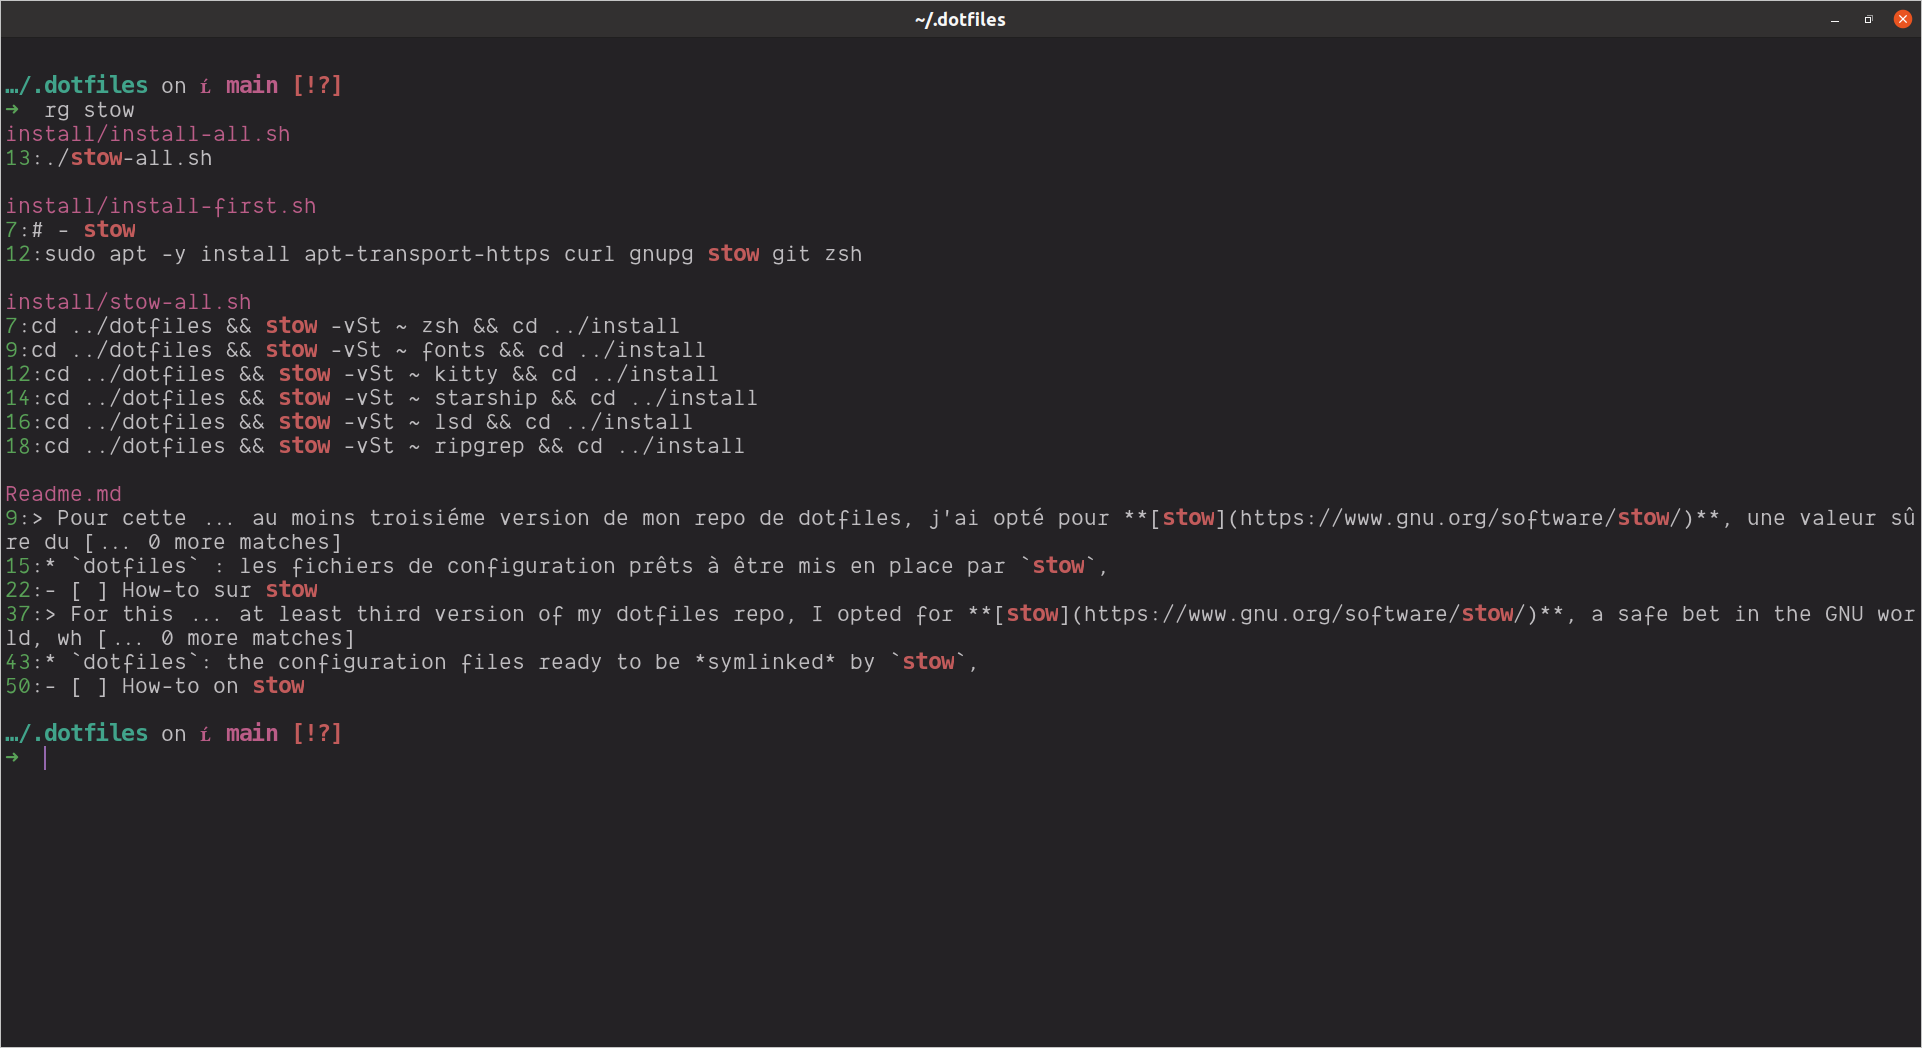 ~/.dotfiles
…/.dotfiles on main [!?]
➜ rg stow
install/install-all.sh
13:./stow-all.sh
install/install-first.sh
7:# - stow
12:sudo apt -y install apt-transport-https curl gnupg stow git zsh
install/stow-all.sh
7:cd ../dotfiles && stow -vSt ~ zsh && cd ../install
9:cd ../dotfiles && stow -vSt ~ fonts && cd ../install
12:cd ../dotfiles && stow -vSt ~ kitty && cd ../install
14:cd ../dotfiles && stow -vSt ~ starship && cd ../install
16:cd ../dotfiles && stow -vSt ~ lsd && cd ../install
18:cd ../dotfiles && stow -vSt ~ ripgrep && cd ../install
Readme.md
9:> Pour cette ... au moins troisiéme version de mon repo de dotfiles, j'ai opté pour **[stow](https://www.gnu.org/software/stow/)**, une valeur sû
re du [... 0 more matches]
15:* `dotfiles` : les fichiers de configuration prêts à être mis en place par `stow`,
22:- [ ] How-to sur stow
37:> For this ... at least third version of my dotfiles repo, I opted for **[stow](https://www.gnu.org/software/stow/)**, a safe bet in the GNU wor
ld, wh [... 0 more matches]
43:* `dotfiles`: the configuration files ready to be *symlinked* by `stow`,
50:- [ ] How-to on stow
…/.dotfiles on main [!?]
➜